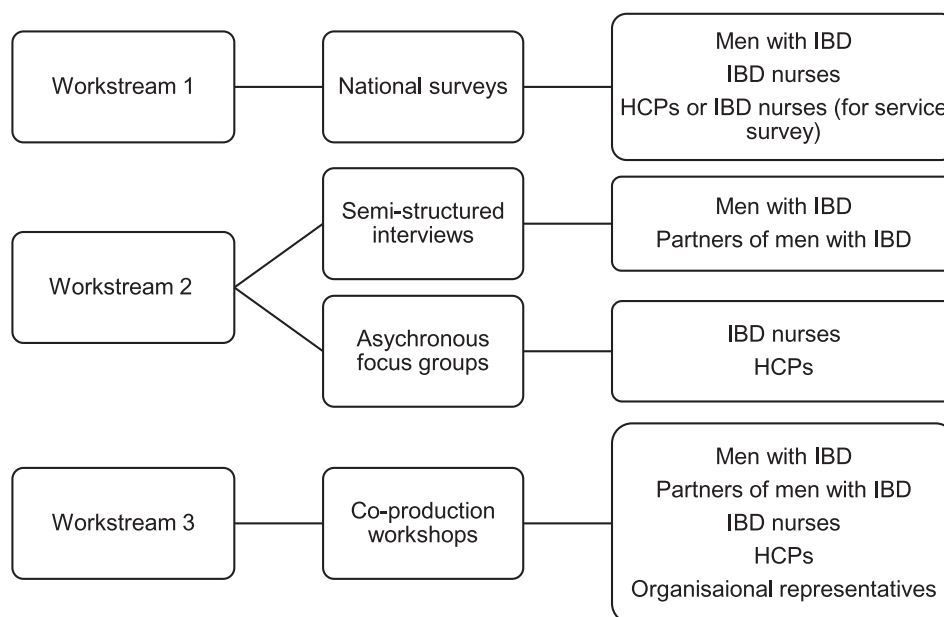 Workstream 1
National surveys
Men with IBD
IBD nurses
HCPs or IBD nurses (for service
survey)
Workstream 2
Semi-structured
interviews
Men with IBD
Partners of men with IBD
Asychronous
focus groups
IBD nurses
HCPs
Workstream 3
Co-production
workshops
Men with IBD
Partners of men with IBD
IBD nurses
HCPs
Organisaional representatives